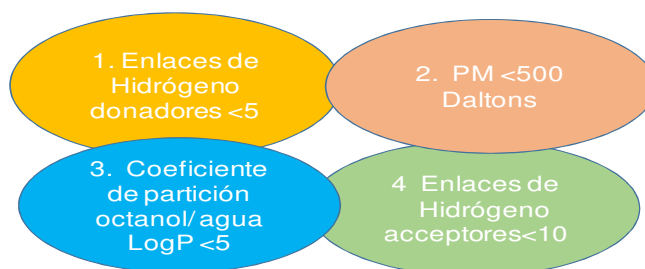 1. Enlaces de
Hidrógeno
donadores <5
2. PM <500
Daltons
3. Coeficiente
de partición
octanol/ agua
LogP <5
4 Enlaces de
Hidrógeno
acceptores<10